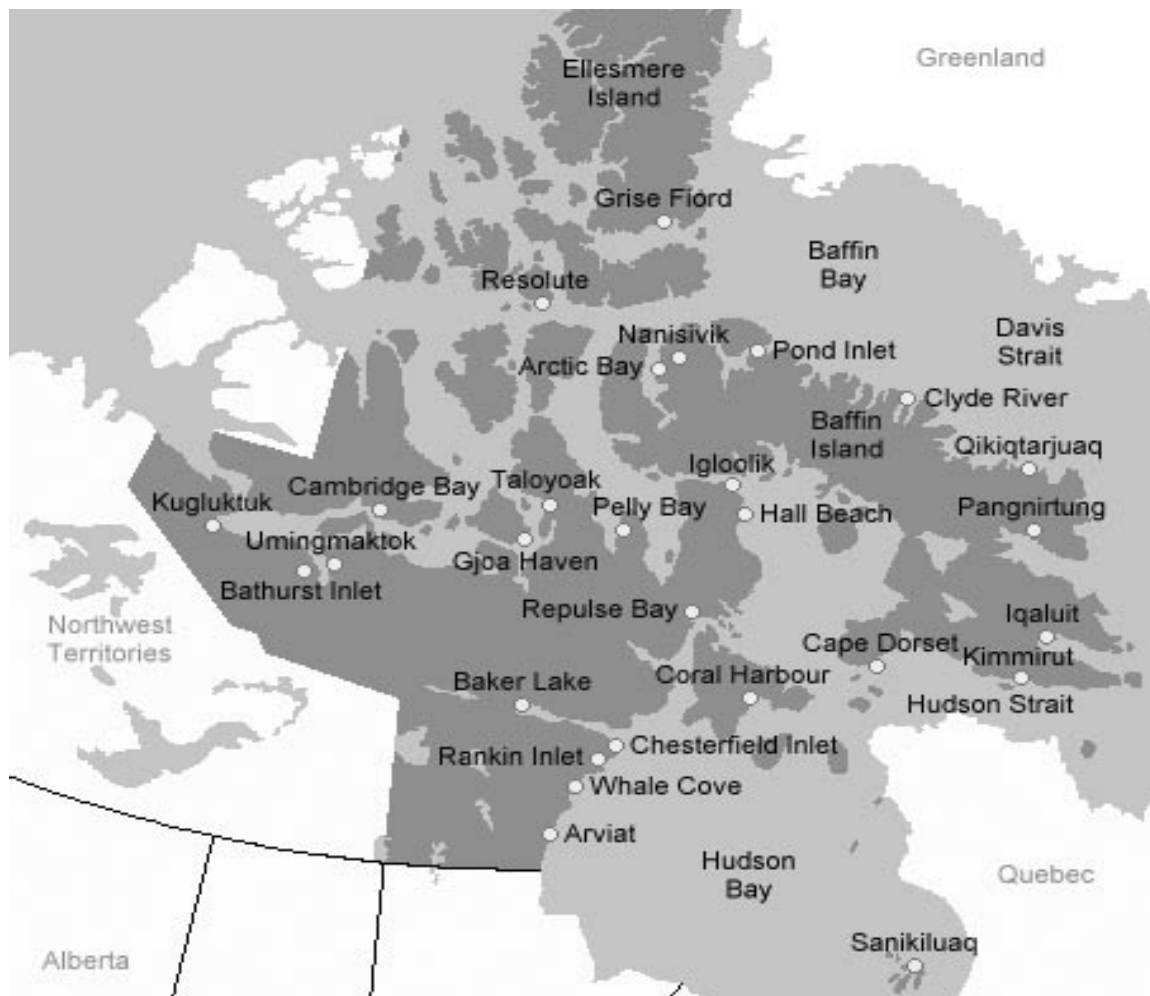 Greenland
Ellesmere
Island
Grise Fiord
Baffin
Bay
Resolute
Davis
Strait
Nanisivik
Pond Inlet
Arctic Bay
Clyde River
Baffin
Island
Qikiqtarjuaq
Igloolik
Taloyoak
Cambridge Bay
Kugluktuk
Pelly Bay
Hall Beach
Pangnirtung
Umingmaktok
Gjoa Haven
Bathurst Inlet
Repulse Bay
Iqaluit
Northwest
Territories
Cape Dorset
Kimmirut
Baker Lake
Coral Harbour
Hudson Strait
Rankin Inlet
Chesterfield Inlet
Whale Cove
Arviat
Hudson
Bay
Quebec
Sanikiluaq
Alberta